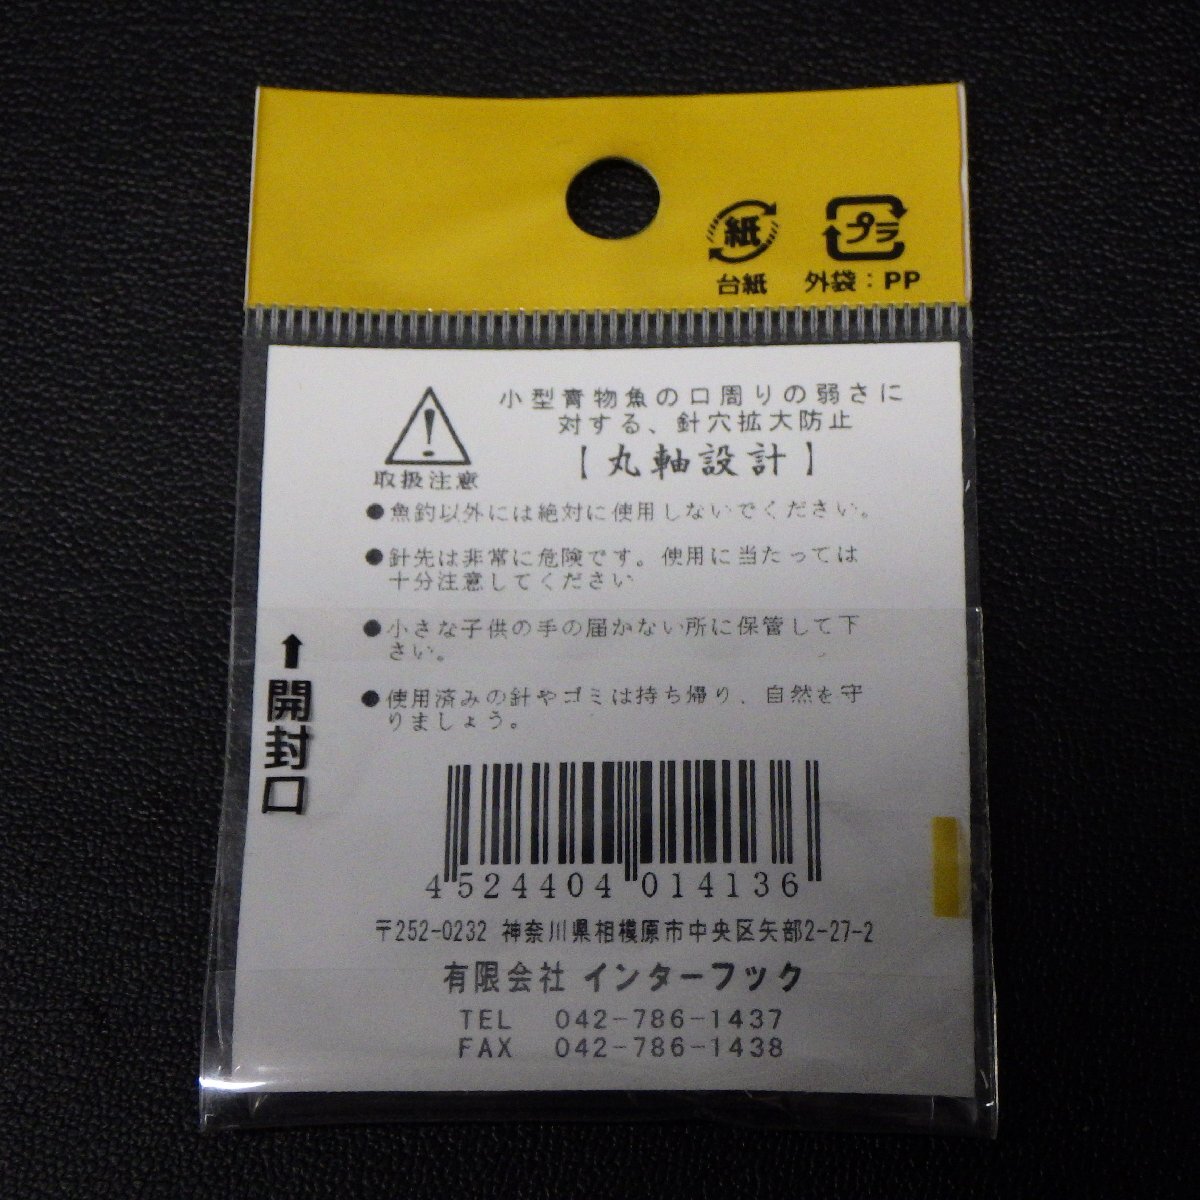 紙
プラ
台紙
外袋：PP
小型青物魚の口周りの弱さに
対する、針穴拡大防止
【丸軸設計】
取扱注意
●魚釣以外には絶対に使用しないでください。
●針先は非常に危険です。使用に当たっては
十分注意してください
●小さな子供の手の届かない所に保管して下
さい。
●使用済みの針やゴミは持ち帰り、自然を守
りましょう。
⬆開封口
4524404014136
〒252-0232 神奈川県相模原市中央区矢部2-27-2
有限会社 インターフック
TEL 042-786-1437
FAX 042-786-1438